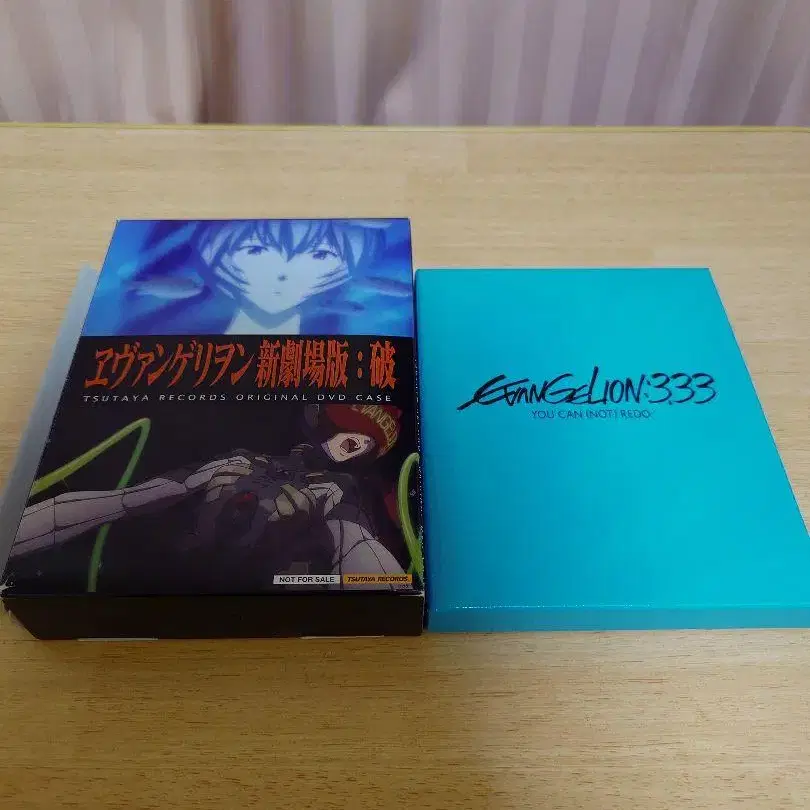 ヱヴァンゲリヲン新劇場版：破
TSUTAYA RECORDS ORIGINAL DVD CASE
EVANGELI
NOT FOR SALE
TSUTAYA RECORDS
EVANGELION:3.33
YOU CAN (NOT) REDO.